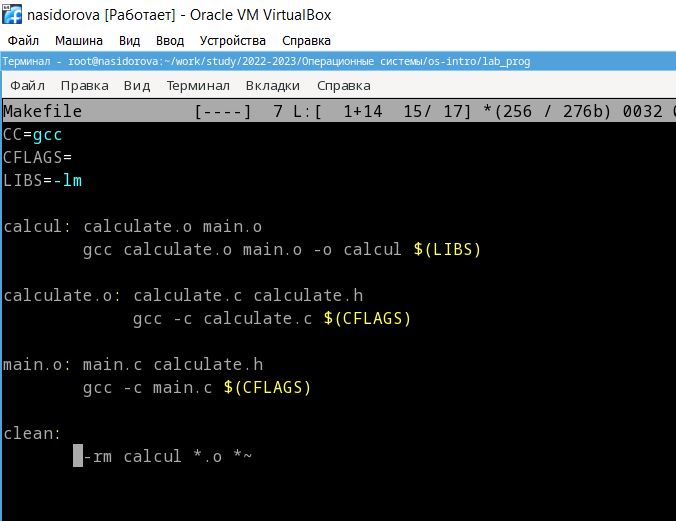 nasidorova [Работает] - Oracle VM VirtualBox
Файл Машина Вид Ввод Устройства Справка
Терминал - root@nasidorova:~/work/study/2022-2023/Операционные системы/os-intro/lab_prog
Файл Правка Вид Терминал Вкладки Справка
Makefile [----] 7 L:[ 1+14 15/ 17] *(256 / 276b) 0032
CC=gcc
CFLAGS=
LIBS=-lm
calcul: calculate.o main.o
gcc calculate.o main.o -o calcul $(LIBS)
calculate.o: calculate.c calculate.h
gcc -c calculate.c $(CFLAGS)
main.o: main.c calculate.h
gcc -c main.c $(CFLAGS)
clean:
-rm calcul *.o *~